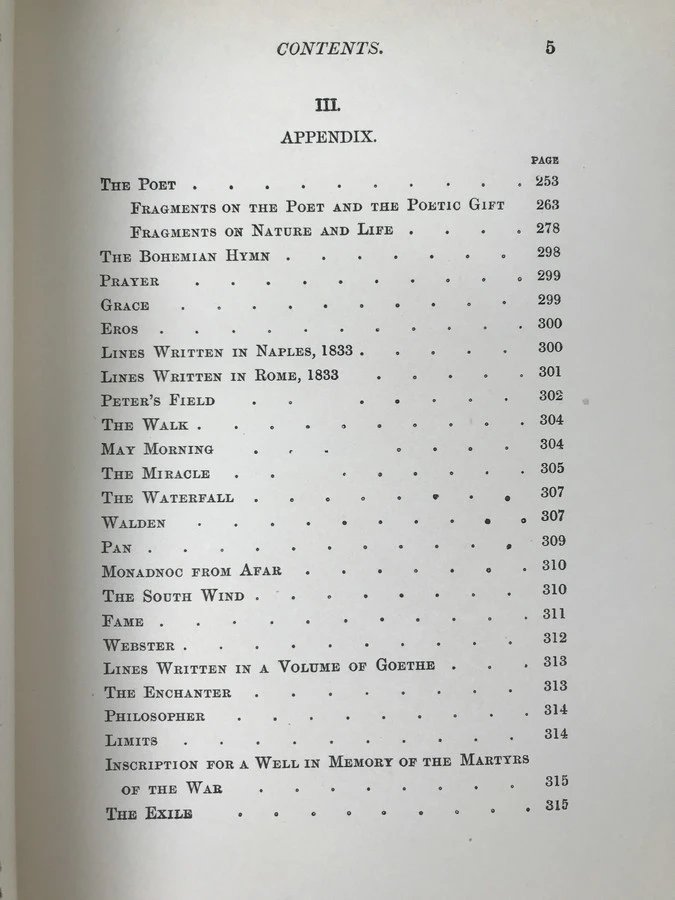 CONTENTS. 5
III.
APPENDIX.
PAGE
THE POET . . . . . . . . . . 253
FRAGMENTS ON THE POET AND THE POETIC GIFT 263
FRAGMENTS ON NATURE AND LIFE . . . . 278
THE BOHEMIAN HYMN . . . . . . . 298
PRAYER . . . . . . . . . . 299
GRACE . . . . . . . . . . 299
EROS . . . . . . . . . . . 300
LINES WRITTEN IN NAPLES, 1833 . . . . . 300
LINES WRITTEN IN ROME, 1833 . . . . . 301
PETER'S FIELD . . . . . . . 302
THE WALK . . . . . . . . . . 304
MAY MORNING . . . . . . . 304
THE MIRACLE . . . . . . . . 305
THE WATERFALL . . . . . . . . 307
WALDEN . . . . . . . . . . 307
PAN . . . . . . . . . . . 309
MONADNOC FROM AFAR . . . . . . . 310
THE SOUTH WIND . . . . . . . . 310
FAME . . . . . . . . . . . 311
WEBSTER . . . . . . . . . . 312
LINES WRITTEN IN A VOLUME OF GOETHE . . . 313
THE ENCHANTER . . . . . . . . 313
PHILOSOPHER . . . . . . . . . 314
LIMITS . . . . . . . . . . 314
INSCRIPTION FOR A WELL IN MEMORY OF THE MARTYRS
OF THE WAR . . . . . . . . 315
THE EXILE . . . . . . . . . 315